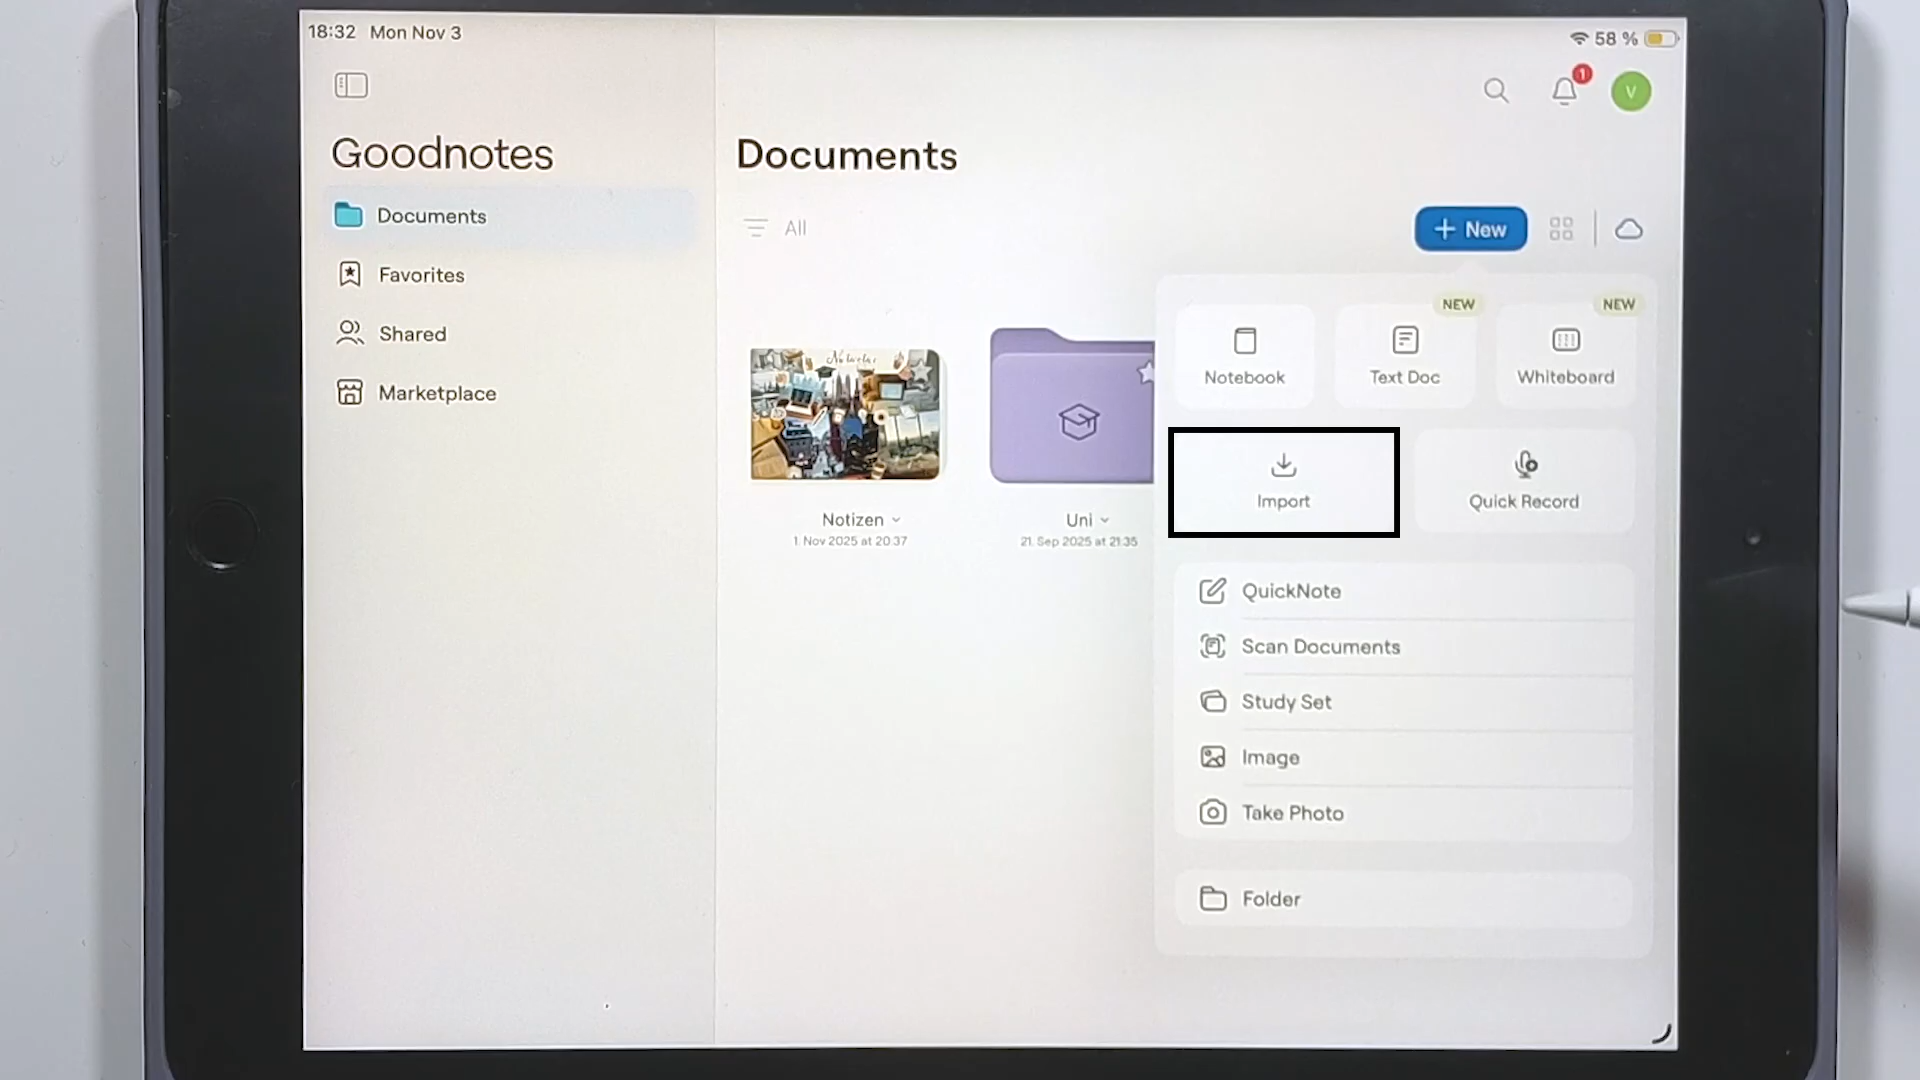 18:32 Mon Nov 3
58 %
1
V
Goodnotes
Documents
Favorites
Shared
Marketplace
Documents
All
+ New
Notizen
1. Nov 2025 at 20:37
Uni
21. Sep 2025 at 21:35
Notebook
NEW
Text Doc
NEW
Whiteboard
Import
Quick Record
QuickNote
Scan Documents
Study Set
Image
Take Photo
Folder